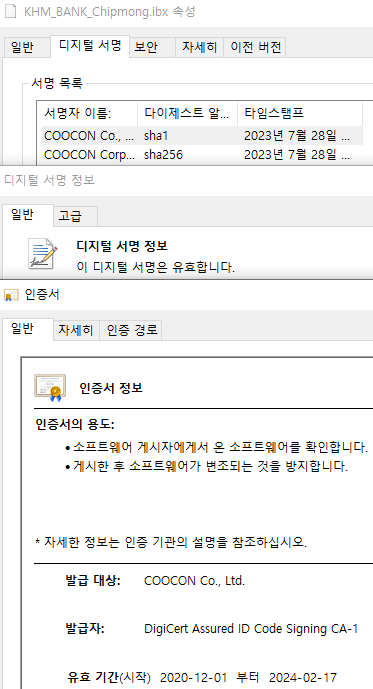 KHM_BANK_Chipmong.ibx 속성
일반 디지털 서명 보안 자세히 이전 버전
서명 목록
서명자 이름: 다이제스트 알... 타임스탬프
COOCON Co., ... sha1 2023년 7월 28일 ...
COOCON Corp... sha256 2023년 7월 28일 ...
디지털 서명 정보
일반 고급
디지털 서명 정보
이 디지털 서명은 유효합니다.
인증서
일반 자세히 인증 경로
인증서 정보
인증서의 용도:
• 소프트웨어 게시자에게서 온 소프트웨어를 확인합니다.
• 게시한 후 소프트웨어가 변조되는 것을 방지합니다.
* 자세한 정보는 인증 기관의 설명을 참조하십시오.
발급 대상: COOCON Co., Ltd.
발급자: DigiCert Assured ID Code Signing CA-1
유효 기간(시작) 2020-12-01 부터 2024-02-17